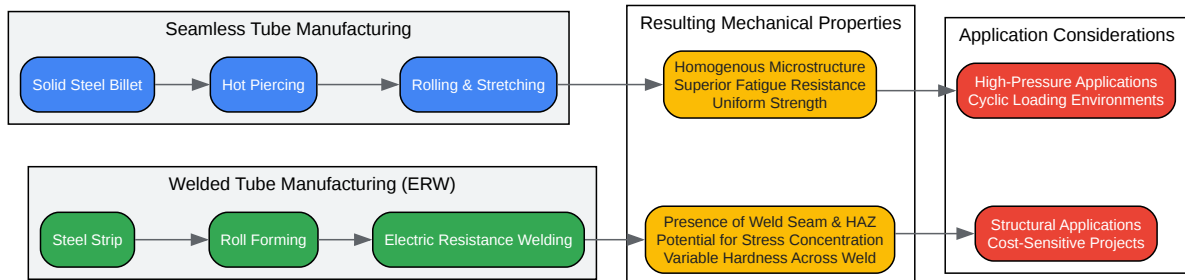 Seamless Tube Manufacturing
Solid Steel Billet
Hot Piercing
Rolling & Stretching
Resulting Mechanical Properties
Homogenous Microstructure
Superior Fatigue Resistance
Uniform Strength
Application Considerations
High-Pressure Applications
Cyclic Loading Environments
Welded Tube Manufacturing (ERW)
Steel Strip
Roll Forming
Electric Resistance Welding
Presence of Weld Seam & HAZ
Potential for Stress Concentration
Variable Hardness Across Weld
Structural Applications
Cost-Sensitive Projects